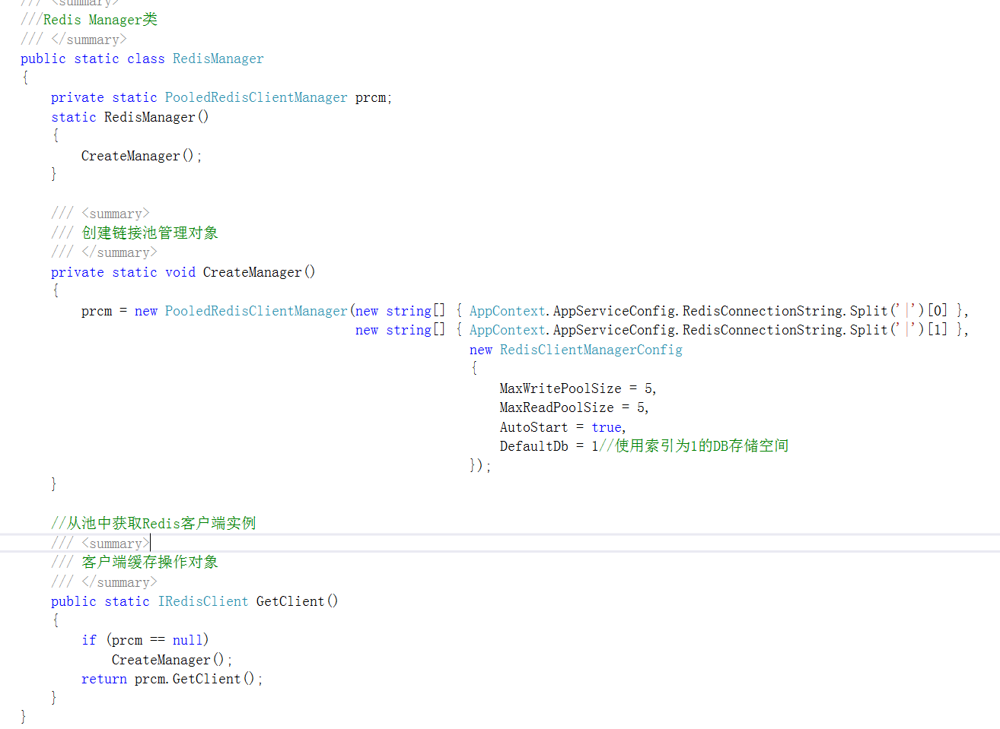 /// <summary>
///Redis Manager类
/// </summary>
public static class RedisManager
{
    private static PooledRedisClientManager prcm;
    static RedisManager()
    {
        CreateManager();
    }

    /// <summary>
    /// 创建链接池管理对象
    /// </summary>
    private static void CreateManager()
    {
        prcm = new PooledRedisClientManager(new string[] { AppContext.AppServiceConfig.RedisConnectionString.Split('|')[0] },
                                            new string[] { AppContext.AppServiceConfig.RedisConnectionString.Split('|')[1] },
                                                           new RedisClientManagerConfig
                                                           {
                                                               MaxWritePoolSize = 5,
                                                               MaxReadPoolSize = 5,
                                                               AutoStart = true,
                                                               DefaultDb = 1//使用索引为1的DB存储空间
                                                           });
    }

    //从池中获取Redis客户端实例
    /// <summary>
    /// 客户端缓存操作对象
    /// </summary>
    public static IRedisClient GetClient()
    {
        if (prcm == null)
            CreateManager();
        return prcm.GetClient();
    }
}